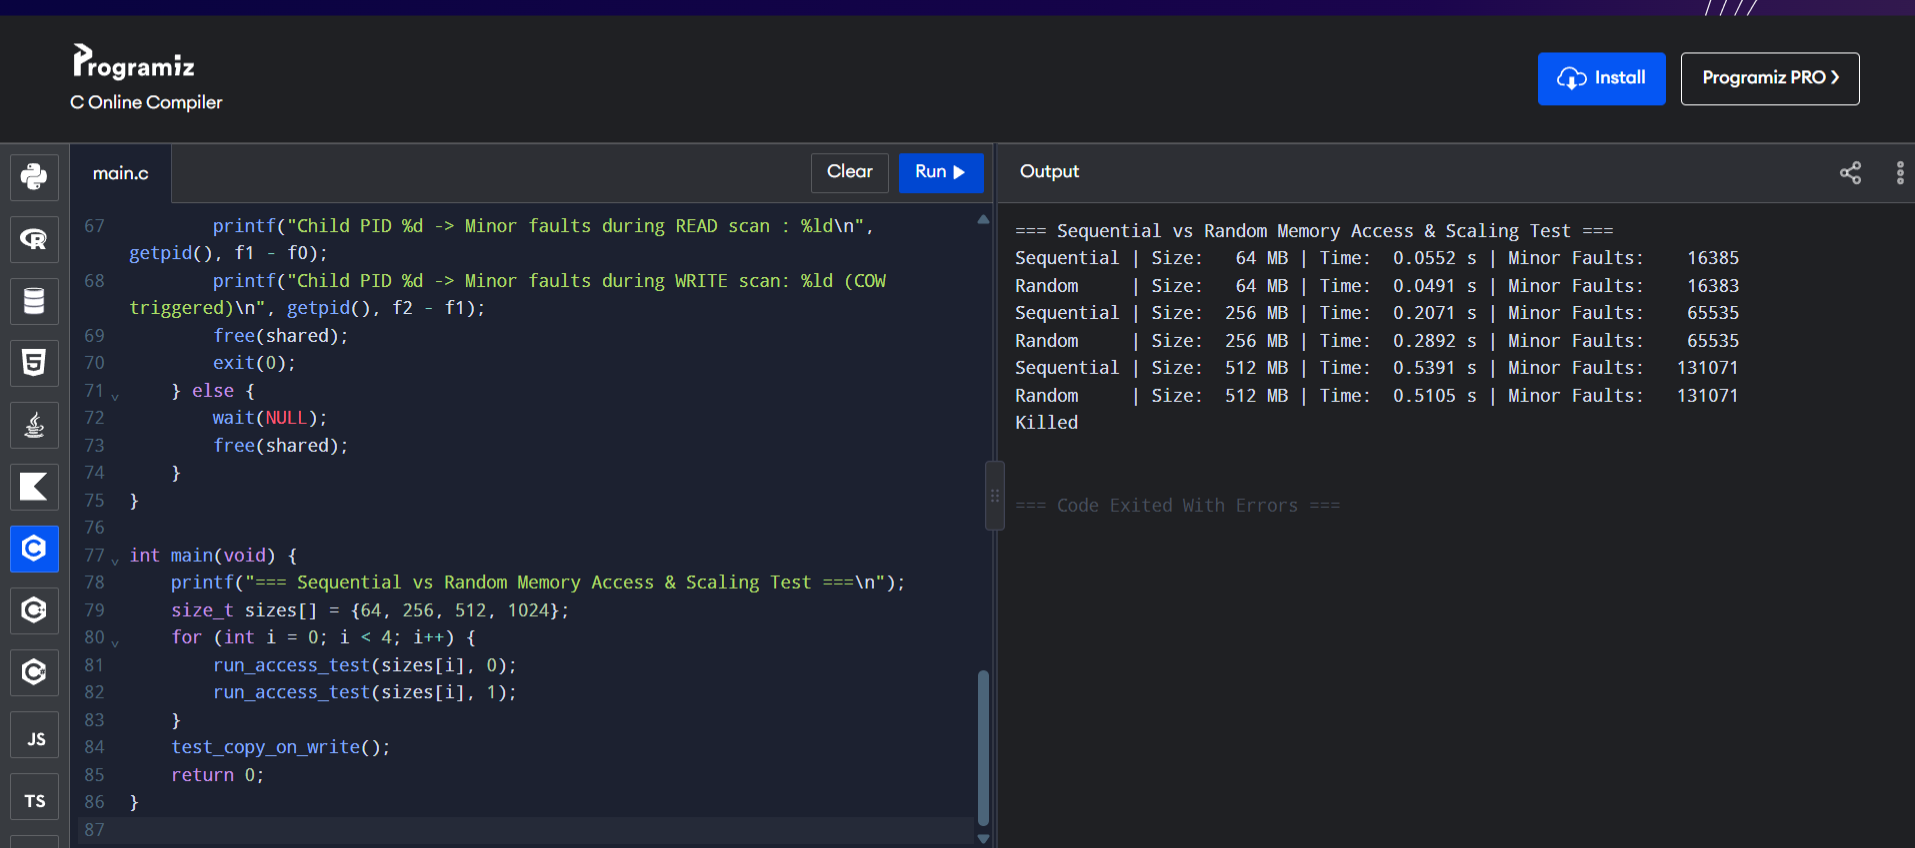 Programiz
C Online Compiler
Install
Programiz PRO >
main.c
Clear
Run
Output
67 printf("Child PID %d -> Minor faults during READ scan : %ld\n",
getpid(), f1 - f0);
68 printf("Child PID %d -> Minor faults during WRITE scan: %ld (COW
triggered)\n", getpid(), f2 - f1);
69 free(shared);
70 exit(0);
71 } else {
72 wait(NULL);
73 free(shared);
74 }
75 }
76
77 int main(void) {
78 printf("=== Sequential vs Random Memory Access & Scaling Test ===\n");
79 size_t sizes[] = {64, 256, 512, 1024};
80 for (int i = 0; i < 4; i++) {
81 run_access_test(sizes[i], 0);
82 run_access_test(sizes[i], 1);
83 }
84 test_copy_on_write();
85 return 0;
86 }
87
=== Sequential vs Random Memory Access & Scaling Test ===
Sequential | Size: 64 MB | Time: 0.0552 s | Minor Faults: 16385
Random | Size: 64 MB | Time: 0.0491 s | Minor Faults: 16383
Sequential | Size: 256 MB | Time: 0.2071 s | Minor Faults: 65535
Random | Size: 256 MB | Time: 0.2892 s | Minor Faults: 65535
Sequential | Size: 512 MB | Time: 0.5391 s | Minor Faults: 131071
Random | Size: 512 MB | Time: 0.5105 s | Minor Faults: 131071
Killed
=== Code Exited With Errors ===
R
5
C
C
C
JS
TS